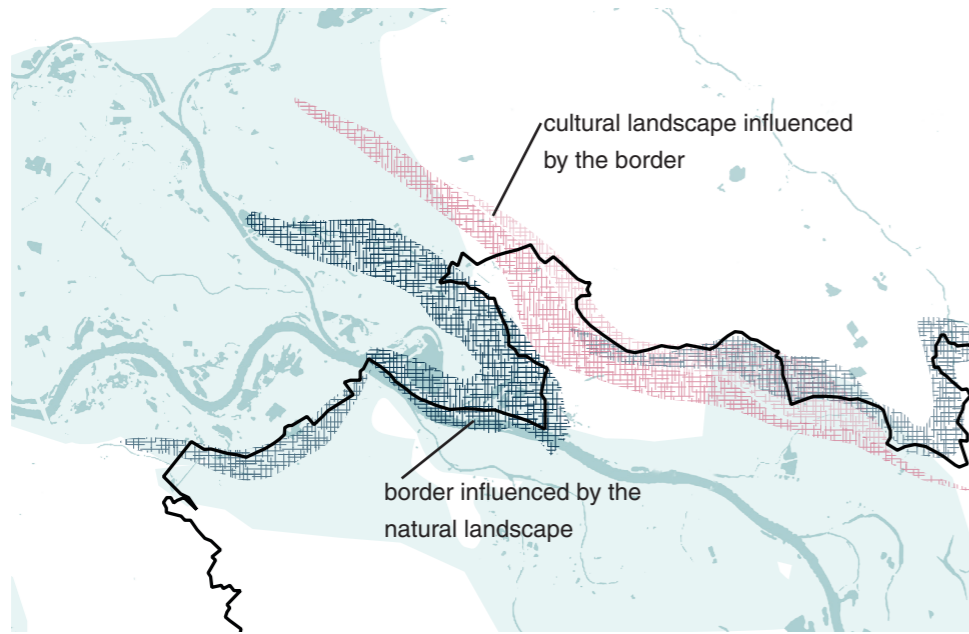 cultural landscape influenced
by the border
border influenced by the
natural landscape